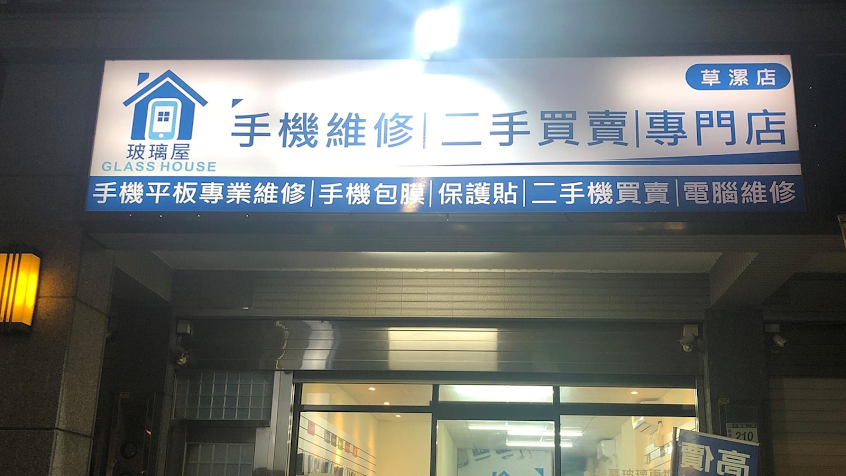 草漯店
手機維修|二手買賣|專門店
玻璃屋
GLASS HOUSE
手機平板專業維修|手機包膜|保護貼|二手機買賣|電腦維修
210
高價